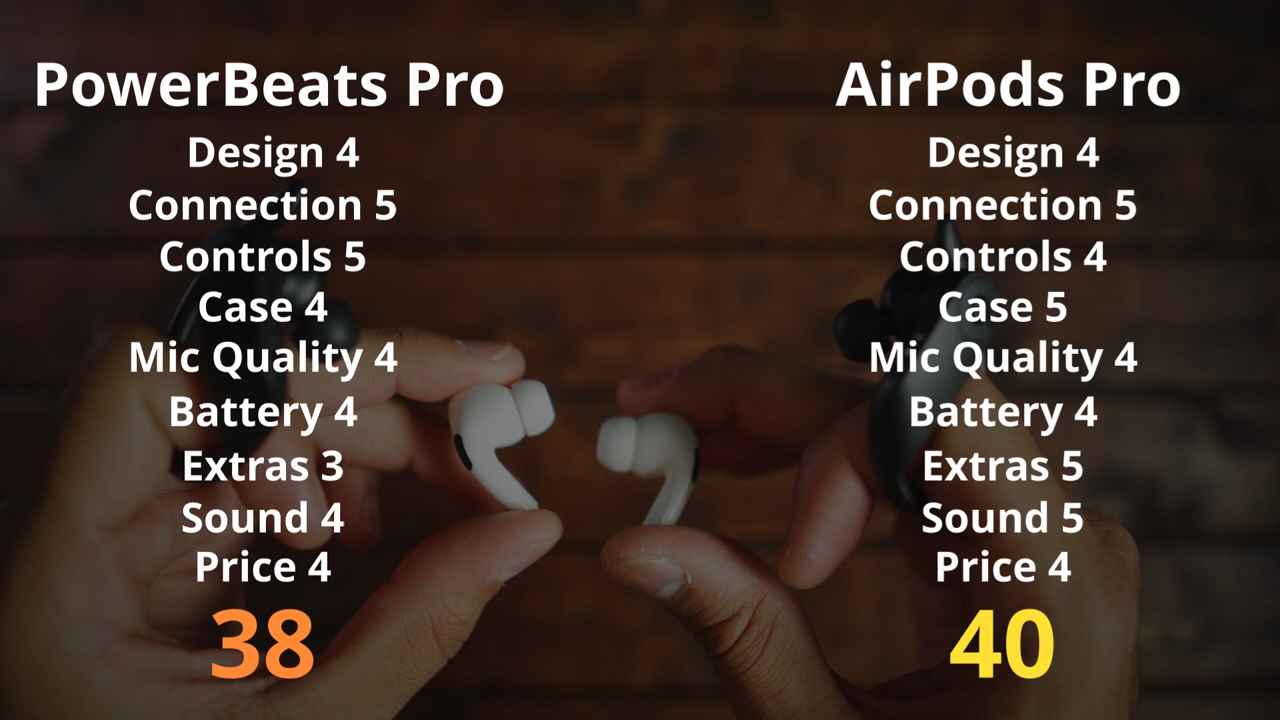 PowerBeats Pro
Design 4
Connection 5
Controls 5
Case 4
Mic Quality 4
Battery 4
Extras 3
Sound 4
Price 4
38
AirPods Pro
Design 4
Connection 5
Controls 4
Case 5
Mic Quality 4
Battery 4
Extras 5
Sound 5
Price 4
40